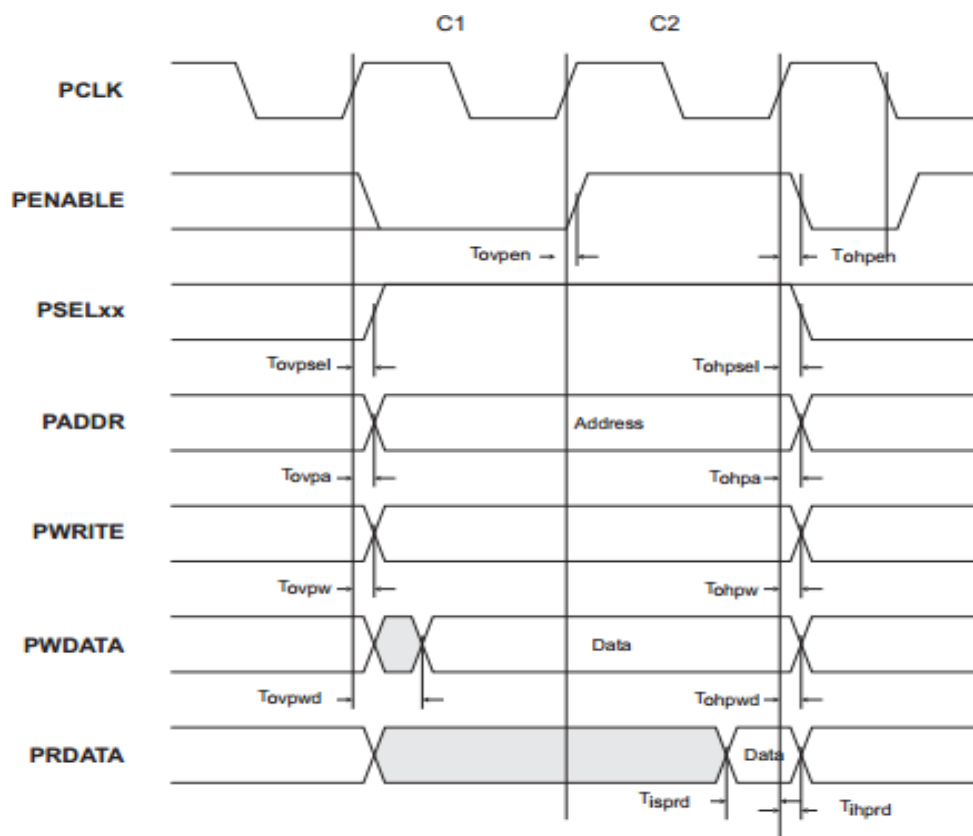 C1 C2
PCLK
PENABLE
Tovpen Tohpen
PSELxx
Tovpsel Tohpsel
PADDR Address
Tovpa Tohpa
PWRITE
Tovpw Tohpw
PWDATA Data
Tovpwd Tohpwd
PRDATA Data
Tisprd Tihprd